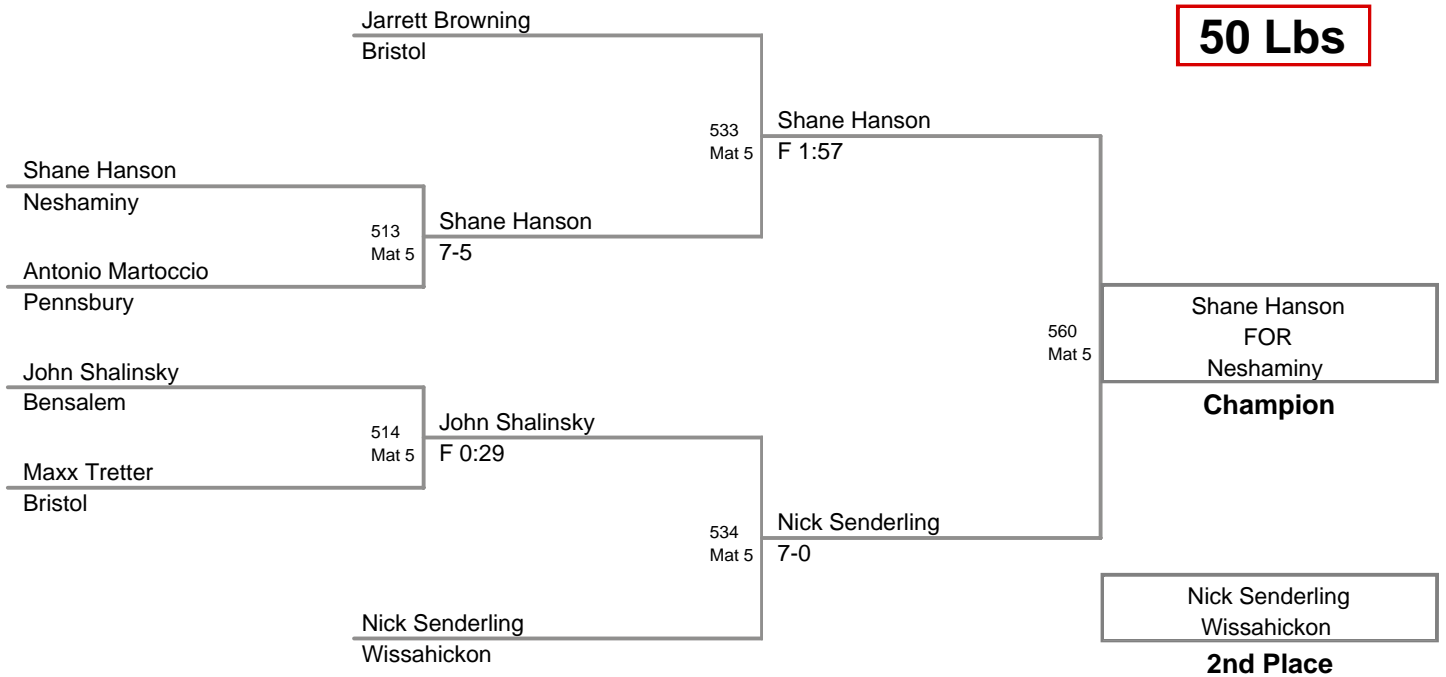 Jarrett Browning
Bristol
50 Lbs
533
Mat 5
Shane Hanson
F 1:57
Shane Hanson
Neshaminy
513
Mat 5
Shane Hanson
7-5
Antonio Martoccio
Pennsbury
560
Mat 5
Shane Hanson
FOR
Neshaminy
Champion
John Shalinsky
Bensalem
514
Mat 5
John Shalinsky
F 0:29
Maxx Tretter
Bristol
534
Mat 5
Nick Senderling
7-0
Nick Senderling
Wissahickon
Nick Senderling
Wissahickon
2nd Place